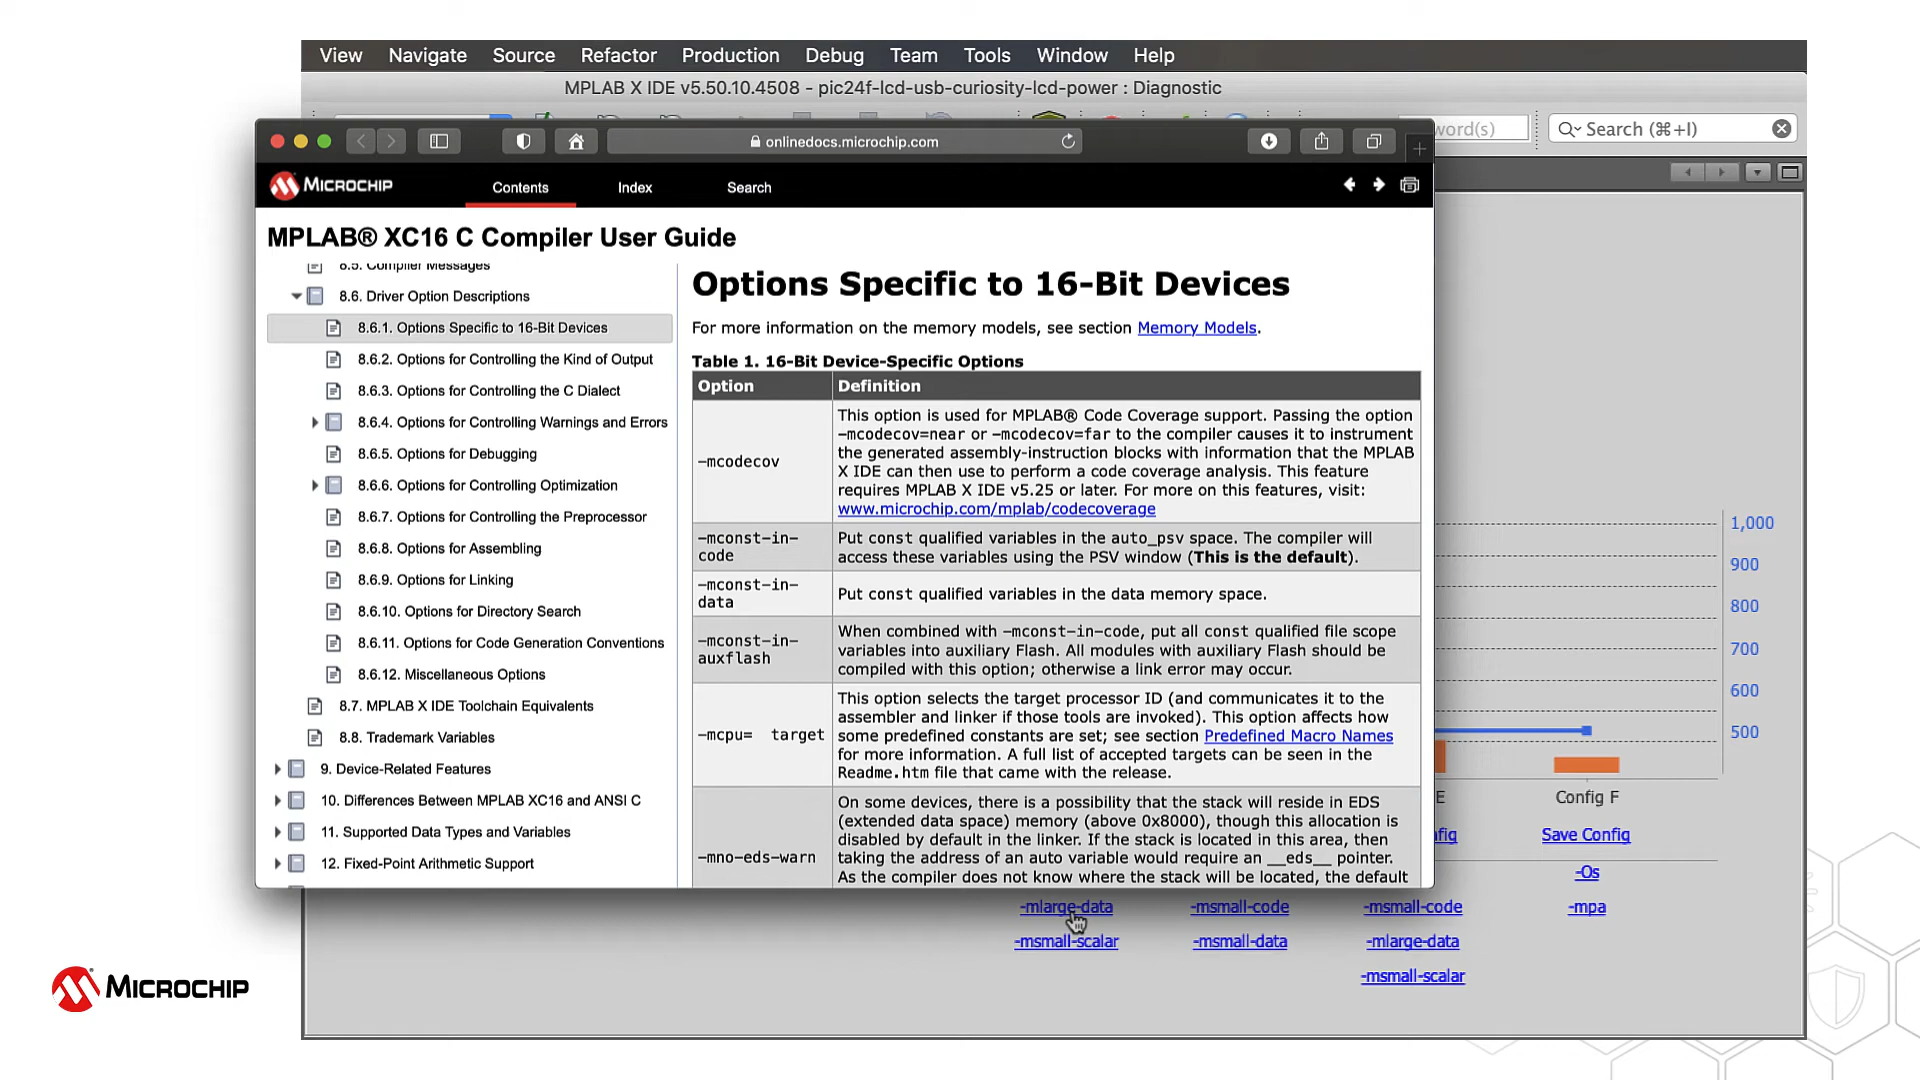 View Navigate Source Refactor Production Debug Team Tools Window Help
MPLAB X IDE v5.50.10.4508 - pic24f-lcd-usb-curiosity-lcd-power : Diagnostic
word(s)
Search (⌘+I)
onlinedocs.microchip.com
MICROCHIP
Contents Index Search
MPLAB® XC16 C Compiler User Guide
8.5. Compiler Messages
8.6. Driver Option Descriptions
8.6.1. Options Specific to 16-Bit Devices
8.6.2. Options for Controlling the Kind of Output
8.6.3. Options for Controlling the C Dialect
8.6.4. Options for Controlling Warnings and Errors
8.6.5. Options for Debugging
8.6.6. Options for Controlling Optimization
8.6.7. Options for Controlling the Preprocessor
8.6.8. Options for Assembling
8.6.9. Options for Linking
8.6.10. Options for Directory Search
8.6.11. Options for Code Generation Conventions
8.6.12. Miscellaneous Options
8.7. MPLAB X IDE Toolchain Equivalents
8.8. Trademark Variables
9. Device-Related Features
10. Differences Between MPLAB XC16 and ANSI C
11. Supported Data Types and Variables
12. Fixed-Point Arithmetic Support
Options Specific to 16-Bit Devices
For more information on the memory models, see section Memory Models.
Table 1. 16-Bit Device-Specific Options
Option Definition
-mcodecov
This option is used for MPLAB® Code Coverage support. Passing the option
-mcodecov=near or -mcodecov=far to the compiler causes it to instrument
the generated assembly-instruction blocks with information that the MPLAB
X IDE can then use to perform a code coverage analysis. This feature
requires MPLAB X IDE v5.25 or later. For more on this features, visit:
www.microchip.com/mplab/codecoverage
-mconst-in-
code
Put const qualified variables in the auto_psv space. The compiler will
access these variables using the PSV window (This is the default).
-mconst-in-
data
Put const qualified variables in the data memory space.
-mconst-in-
auxflash
When combined with -mconst-in-code, put all const qualified file scope
variables into auxiliary Flash. All modules with auxiliary Flash should be
compiled with this option; otherwise a link error may occur.
-mcpu= target
This option selects the target processor ID (and communicates it to the
assembler and linker if those tools are invoked). This option affects how
some predefined constants are set; see section Predefined Macro Names
for more information. A full list of accepted targets can be seen in the
Readme.htm file that came with the release.
-mno-eds-warn
On some devices, there is a possibility that the stack will reside in EDS
(extended data space) memory (above 0x8000), though this allocation is
disabled by default in the linker. If the stack is located in this area, then
taking the address of an auto variable would require an __eds__ pointer.
As the compiler does not know where the stack will be located, the default
1,000
900
800
700
600
500
E Config F
nfig Save Config
-Os
-mlarge-data -msmall-code -msmall-code -mpa
-msmall-scalar -msmall-data -mlarge-data
-msmall-scalar
MICROCHIP